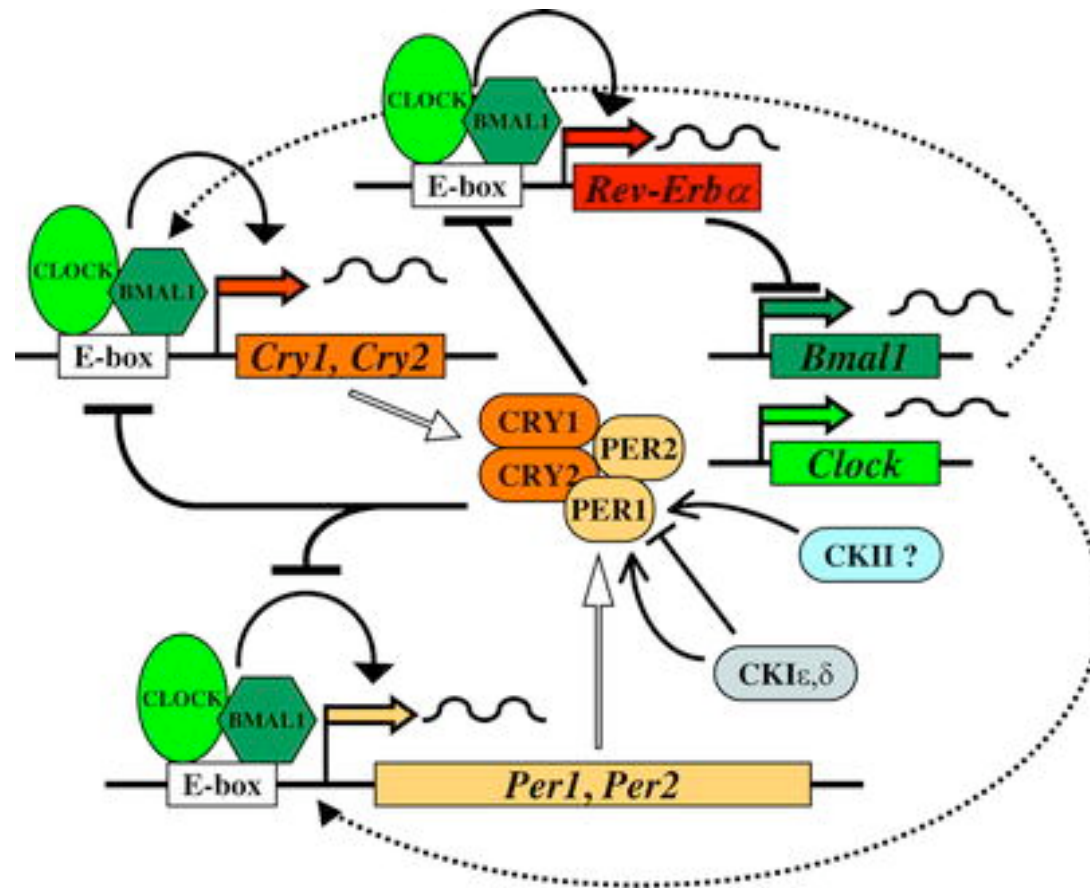 CLOCK
BMAL1
E-box
Rev-Erb α
CLOCK
BMAL1
E-box
Cry1, Cry2
Bmal1
Clock
CRY1
PER2
CRY2
PER1
CKII ?
CKIε,δ
CLOCK
BMAL1
E-box
Per1, Per2